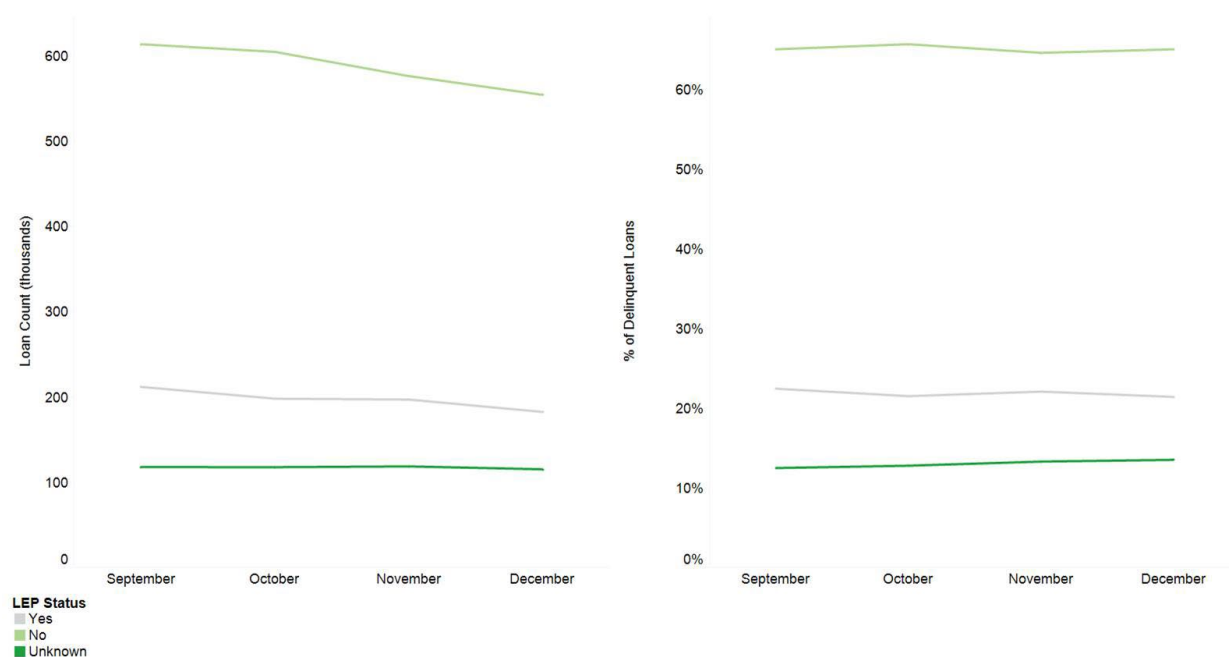 Loan Count (thousands)
600
500
400
300
200
100
0
September October November December
% of Delinquent Loans
60%
50%
40%
30%
20%
10%
0%
September October November December
LEP Status
Yes
No
Unknown